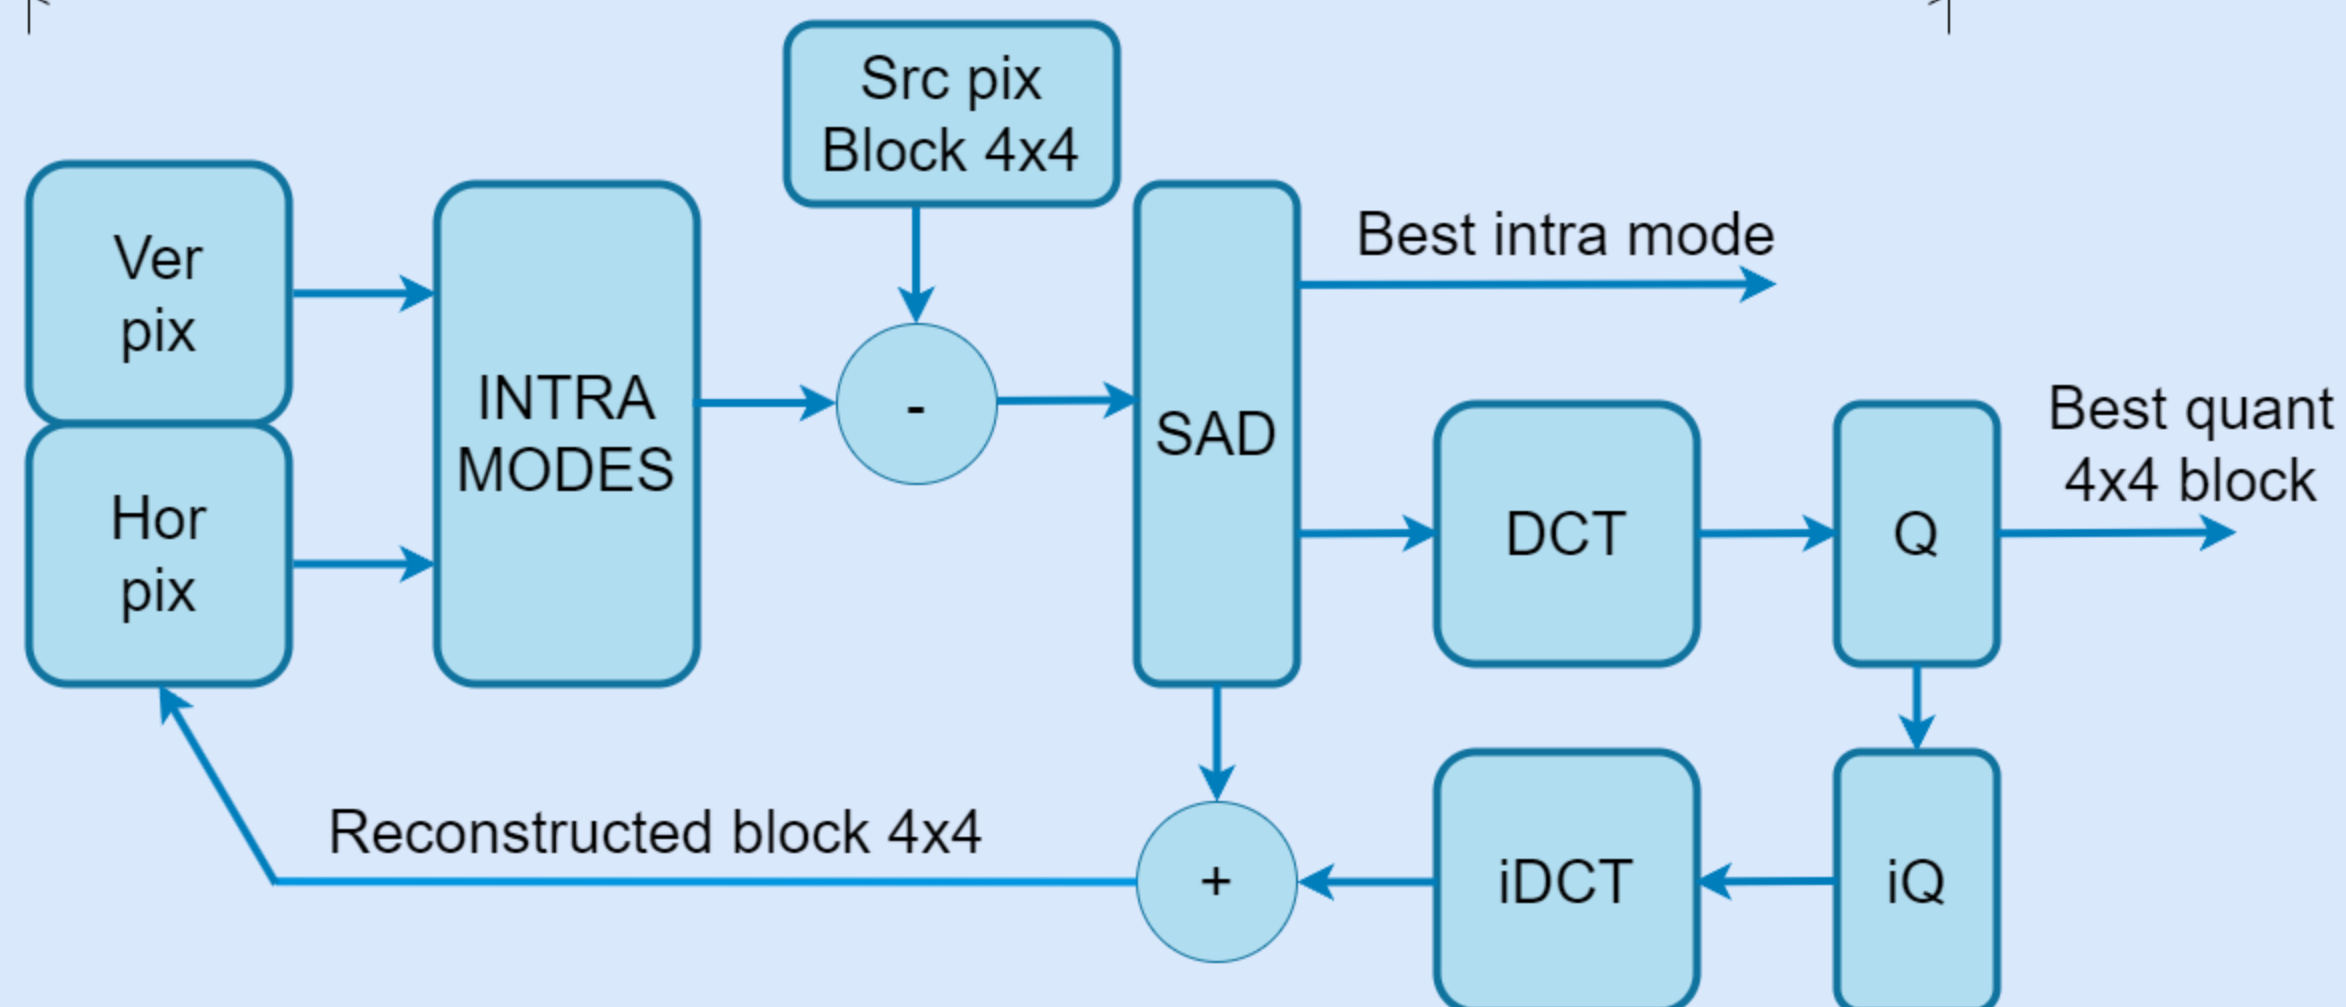 Src pix
Block 4x4
Ver
pix
Hor
pix
INTRA
MODES
-
SAD
Best intra mode
DCT
Q
Best quant
4x4 block
Reconstructed block 4x4
+
iDCT
iQ